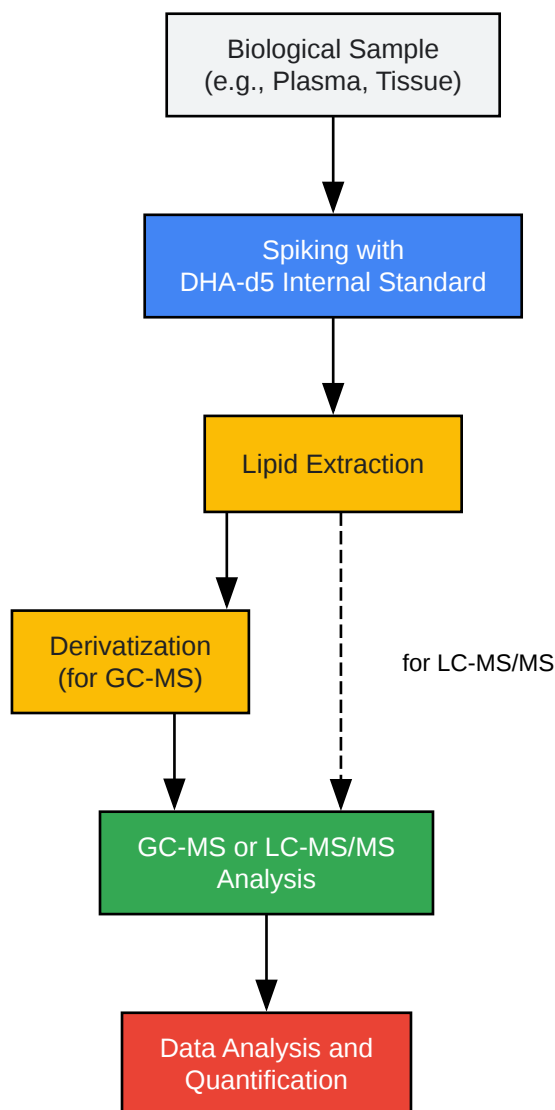 Biological Sample
(e.g., Plasma, Tissue)
Spiking with
DHA-d5 Internal Standard
Lipid Extraction
Derivatization
(for GC-MS)
for LC-MS/MS
GC-MS or LC-MS/MS
Analysis
Data Analysis and
Quantification